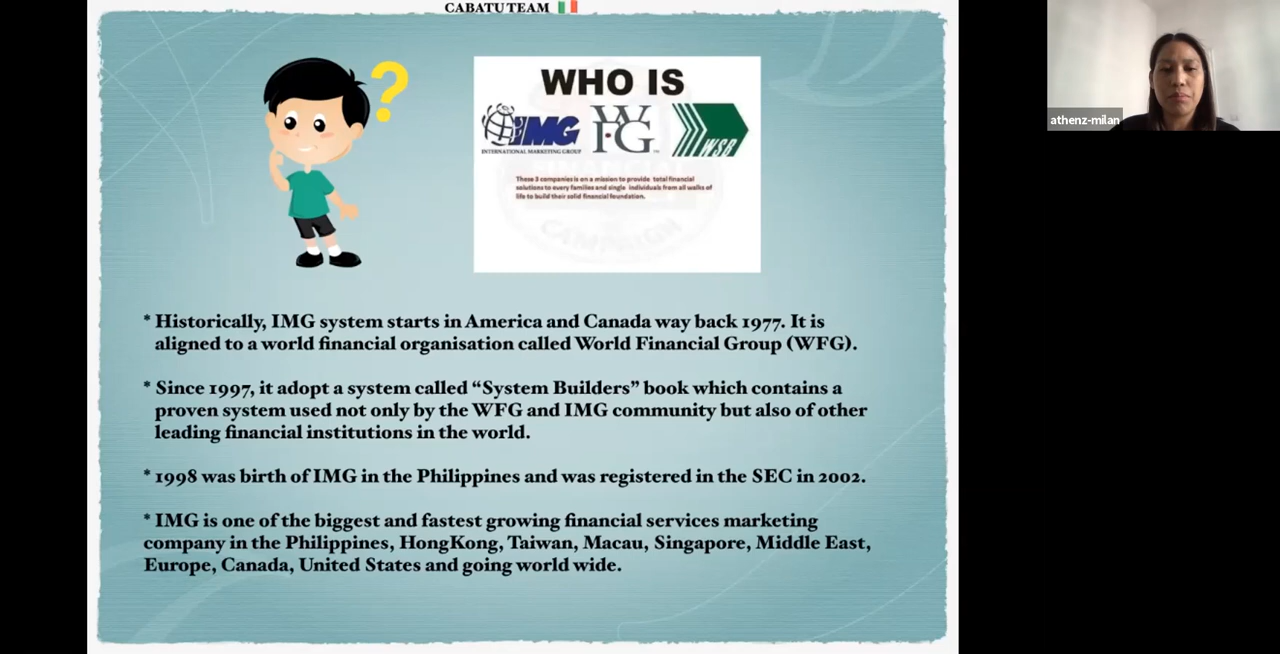 CABATU TEAM
?
WHO IS
IMG WFG WSB
INTERNATIONAL MARKETING GROUP
These 3 companies is on a mission to provide total financial
solutions to every families and single individuals from all walks of
life to build their solid financial foundation.
CAMPAIGN
* Historically, IMG system starts in America and Canada way back 1977. It is
aligned to a world financial organisation called World Financial Group (WFG).
* Since 1997, it adopt a system called “System Builders” book which contains a
proven system used not only by the WFG and IMG community but also of other
leading financial institutions in the world.
* 1998 was birth of IMG in the Philippines and was registered in the SEC in 2002.
* IMG is one of the biggest and fastest growing financial services marketing
company in the Philippines, HongKong, Taiwan, Macau, Singapore, Middle East,
Europe, Canada, United States and going world wide.
athenz-milan